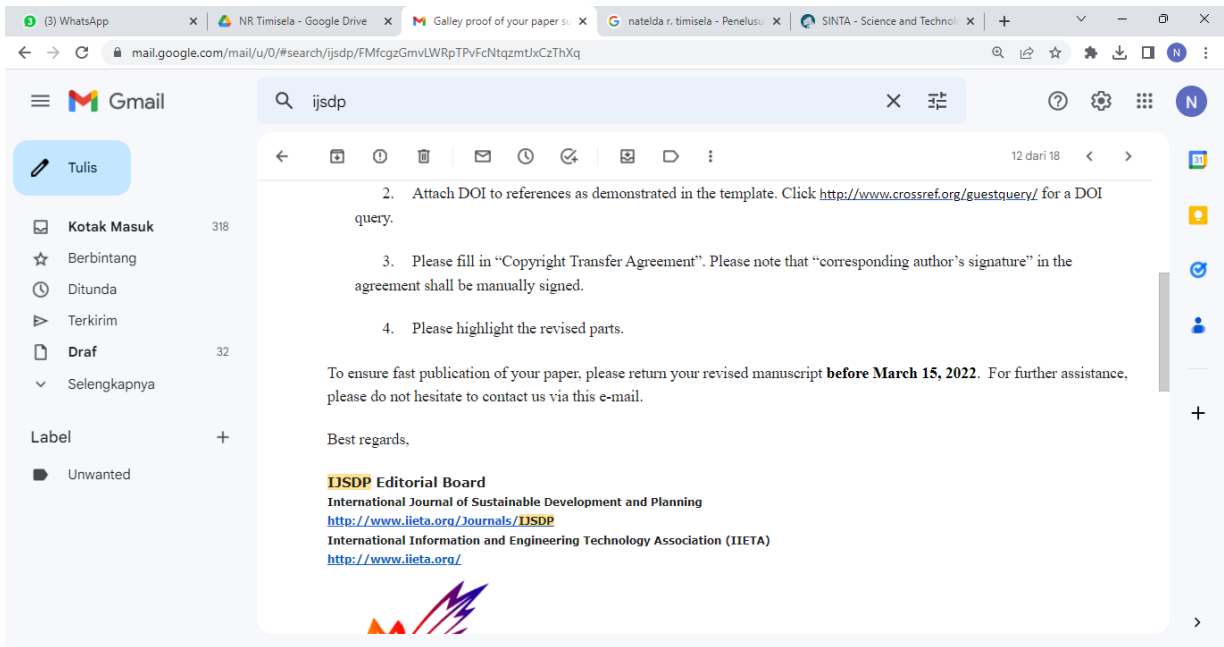 (3) WhatsApp
NR Timisela - Google Drive
Galley proof of your paper su
natelda r. timisela - Penelusu
SINTA - Science and Technol
mail.google.com/mail/u/0/#search/ijsdp/FMfcgzGmvLWRpTPvFcNtqzmtJxCzThXq
N
Gmail
ijsdp
N
Tulis
12 dari 18
31
Kotak Masuk 318
Berbintang
Ditunda
Terkirim
Draf 32
Selengkapnya
Label
Unwanted
2. Attach DOI to references as demonstrated in the template. Click http://www.crossref.org/guestquery/ for a DOI
query.
3. Please fill in “Copyright Transfer Agreement”. Please note that “corresponding author’s signature” in the
agreement shall be manually signed.
4. Please highlight the revised parts.
To ensure fast publication of your paper, please return your revised manuscript before March 15, 2022. For further assistance,
please do not hesitate to contact us via this e-mail.
Best regards,
IJSDP Editorial Board
International Journal of Sustainable Development and Planning
http://www.iieta.org/Journals/IJSDP
International Information and Engineering Technology Association (IIETA)
http://www.iieta.org/